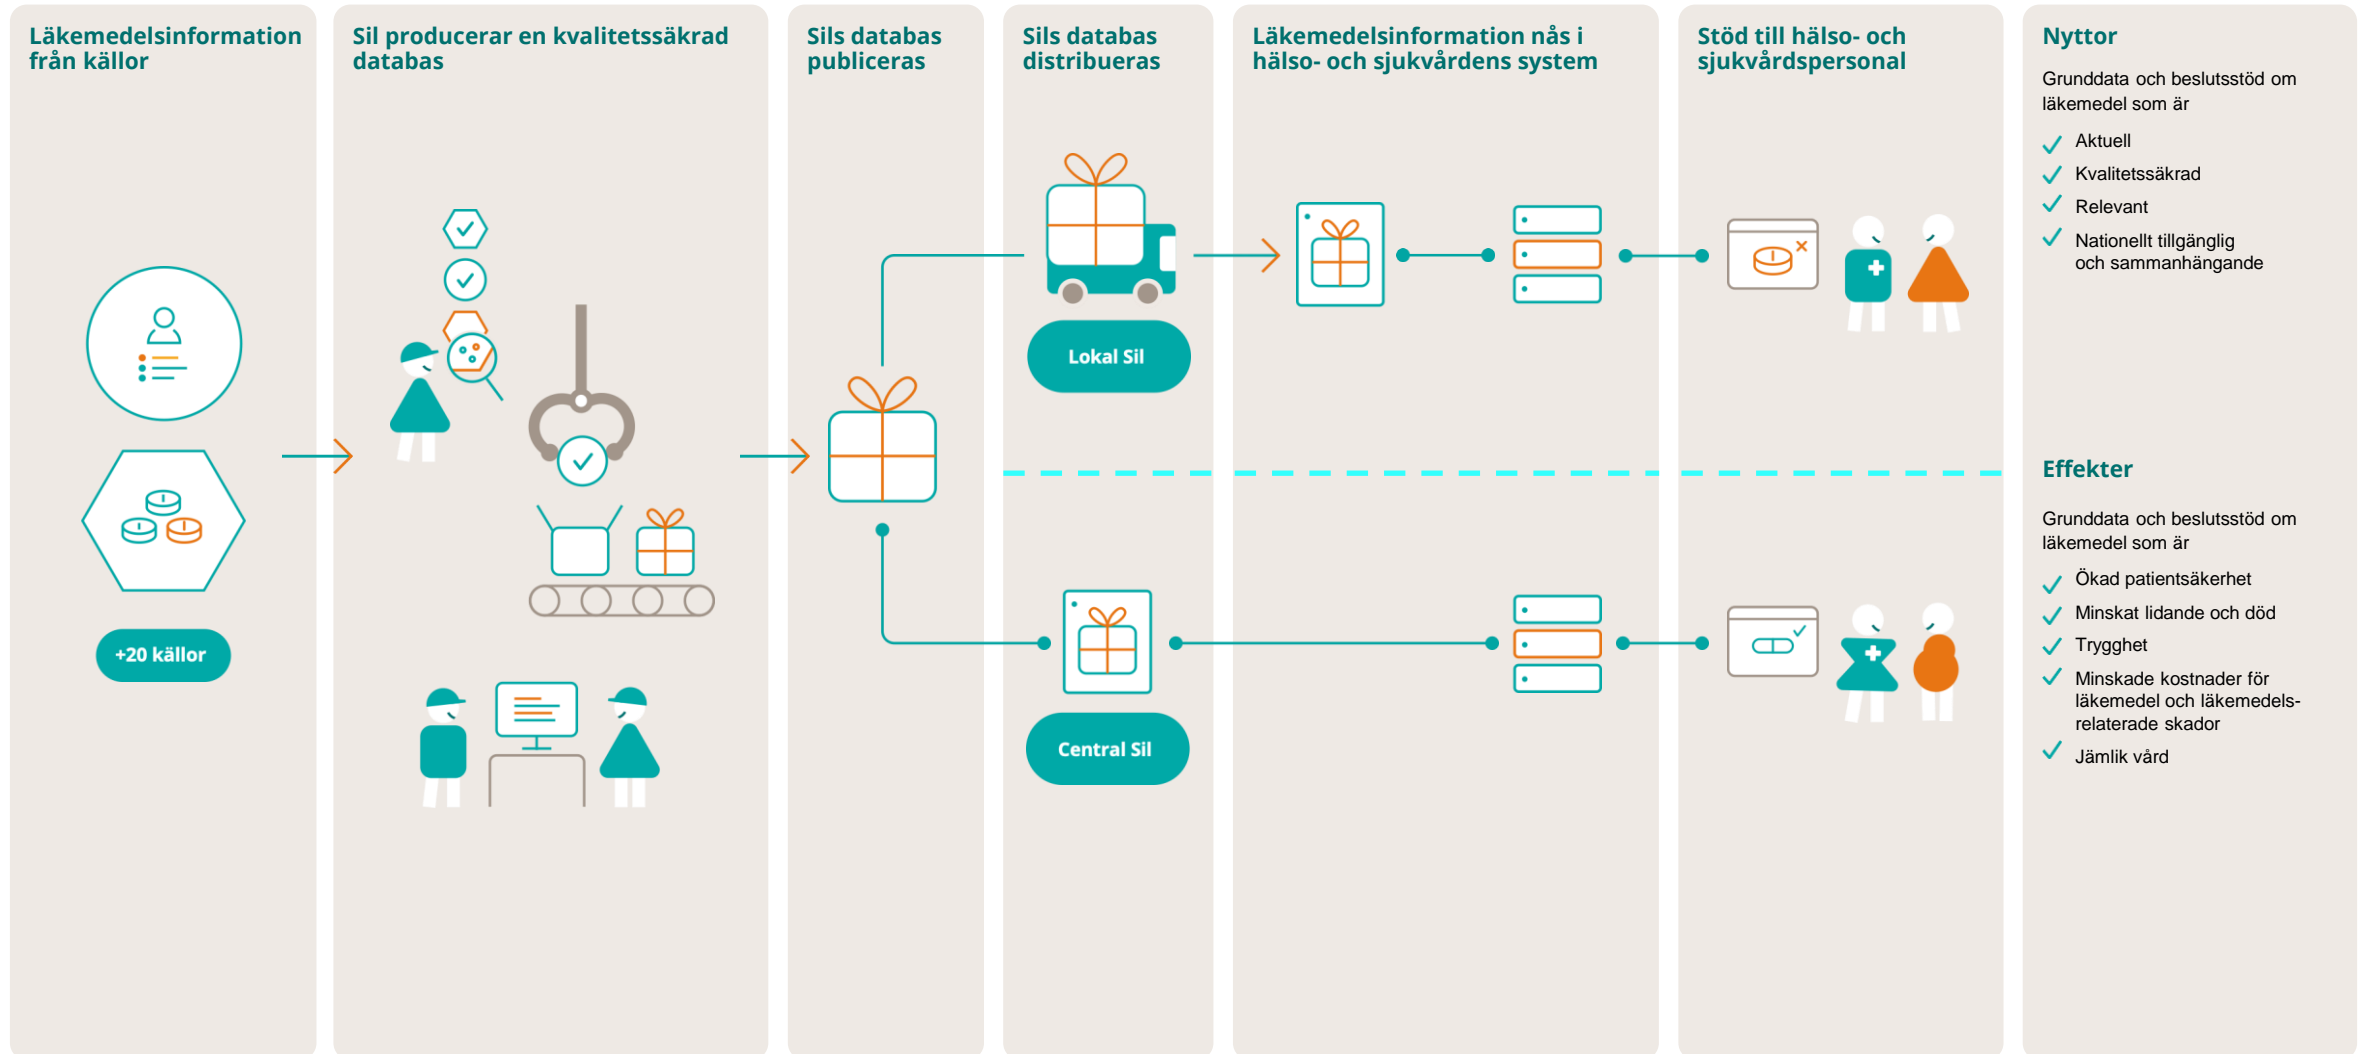 Läkemedelsinformation
från källor
+20 källor
Sil producerar en kvalitetssäkrad
databas
Sils databas
publiceras
Sils databas
distribueras
Lokal Sil
Central Sil
Läkemedelsinformation nås i
hälso- och sjukvårdens system
Stöd till hälso- och
sjukvårdspersonal
Nyttor
Grunddata och beslutsstöd om
läkemedel som är
Aktuell
Kvalitetssäkrad
Relevant
Nationellt tillgänglig
och sammanhängande
Effekter
Grunddata och beslutsstöd om
läkemedel som är
Ökad patientsäkerhet
Minskat lidande och död
Trygghet
Minskade kostnader för
läkemedel och läkemedels-
relaterade skador
Jämlik vård